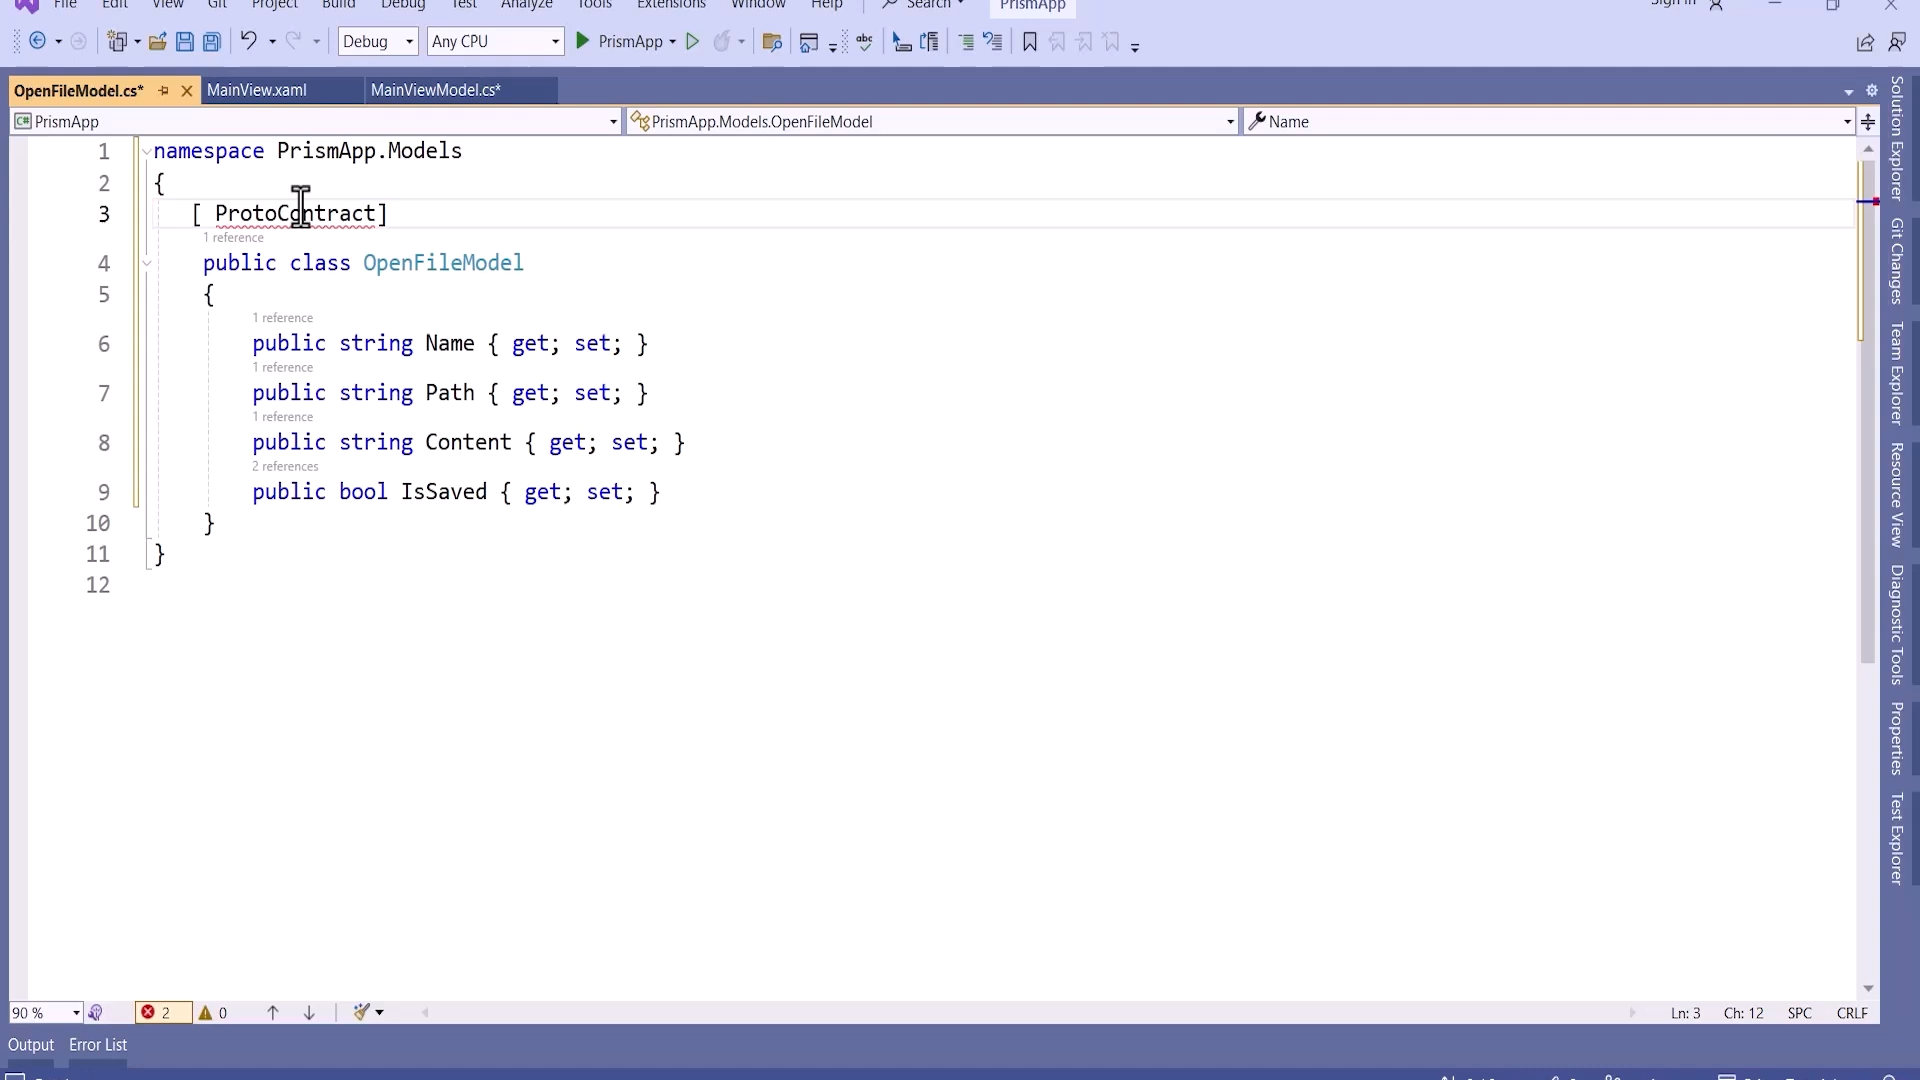 File Edit View Git Project Build Debug Test Analyze Tools Extensions Window Help Search PrismApp Sign in
Debug Any CPU PrismApp
OpenFileModel.cs* MainView.xaml MainViewModel.cs*
PrismApp PrismApp.Models.OpenFileModel Name
1 namespace PrismApp.Models
2 {
3 [ ProtoContract]
1 reference
4 public class OpenFileModel
5 {
1 reference
6 public string Name { get; set; }
1 reference
7 public string Path { get; set; }
1 reference
8 public string Content { get; set; }
2 references
9 public bool IsSaved { get; set; }
10 }
11 }
12
Solution Explorer
Git Changes
Team Explorer
Resource View
Diagnostic Tools
Properties
Test Explorer
90 % 2 0 Ln: 3 Ch: 12 SPC CRLF
Output Error List